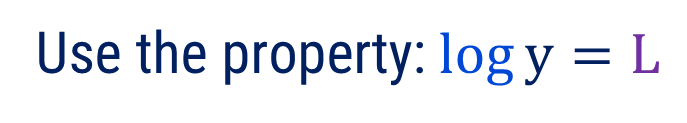 Use the property: log y = L